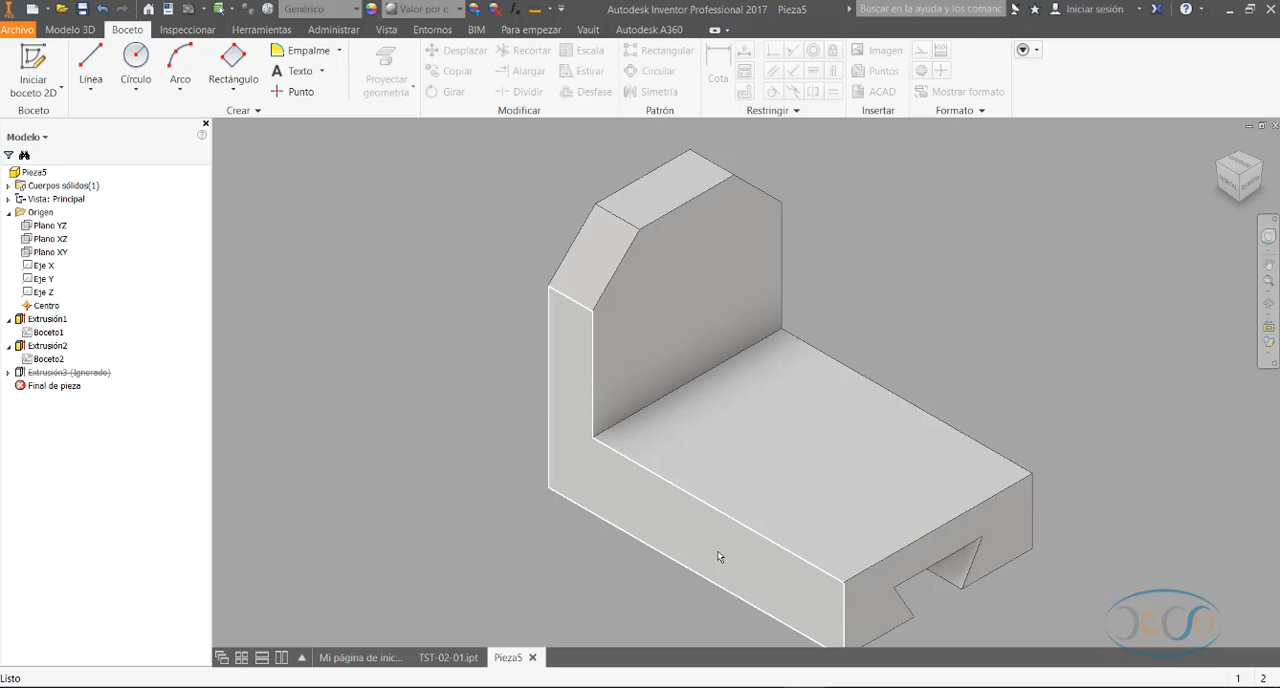 Genérico
Valor por c
Autodesk Inventor Professional 2017 Pieza5
Buscar en la ayuda y los comanc
Iniciar sesión
Archivo Modelo 3D Boceto Inspeccionar Herramientas Administrar Vista Entornos BIM Para empezar Vault Autodesk A360
Iniciar
boceto 2D
Línea
Círculo
Arco
Rectángulo
Empalme
Texto
Punto
Proyectar
geometría
Desplazar
Copiar
Girar
Recortar
Alargar
Dividir
Escala
Estirar
Desfase
Rectangular
Circular
Simetría
Cota
Imagen
Puntos
ACAD
Mostrar formato
Boceto
Crear
Modificar
Patrón
Restringir
Insertar
Formato
Modelo
Pieza5
Cuerpos sólidos(1)
Vista: Principal
Origen
Plano YZ
Plano XZ
Plano XY
Eje X
Eje Y
Eje Z
Centro
Extrusión1
Boceto1
Extrusión2
Boceto2
Extrusión3 (Ignorado)
Final de pieza
Mi página de inic...
TST-02-01.ipt
Pieza5
Listo
1 2